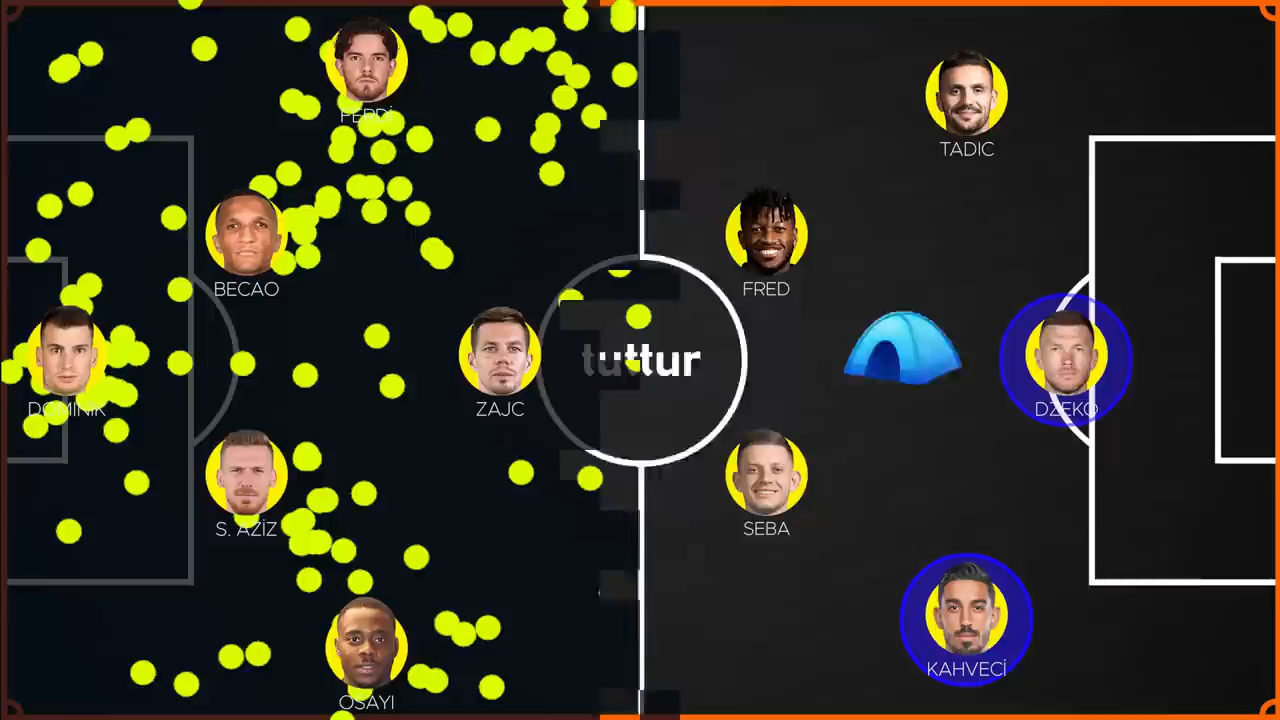 FERDİ
TADIC
BECAO
FRED
tuttur
DOMINIK
ZAJC
DZEKO
S. AZİZ
SEBA
KAHVECİ
OSAYI